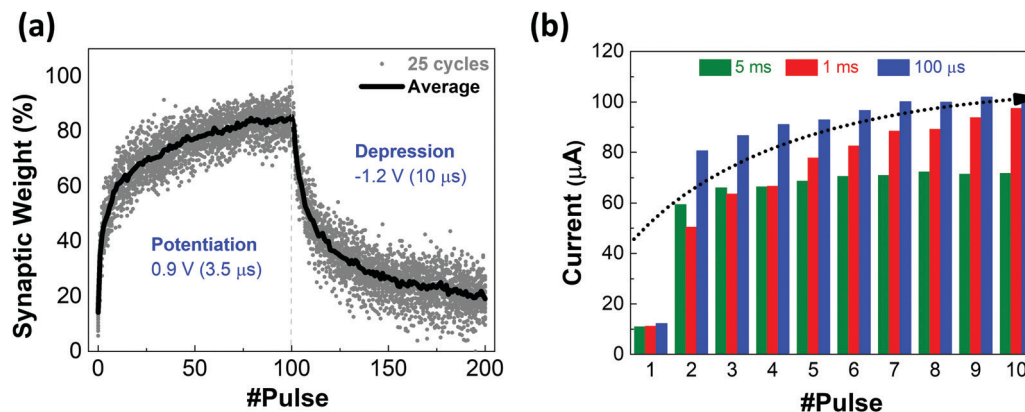 (a)
Synaptic Weight (%)
100
80
60
40
20
0
25 cycles
Average
Depression
-1.2 V (10 μs)
Potentiation
0.9 V (3.5 μs)
0 50 100 150 200
#Pulse
(b)
Current (μA)
120
100
80
60
40
20
0
5 ms 1 ms 100 μs
1 2 3 4 5 6 7 8 9 10
#Pulse